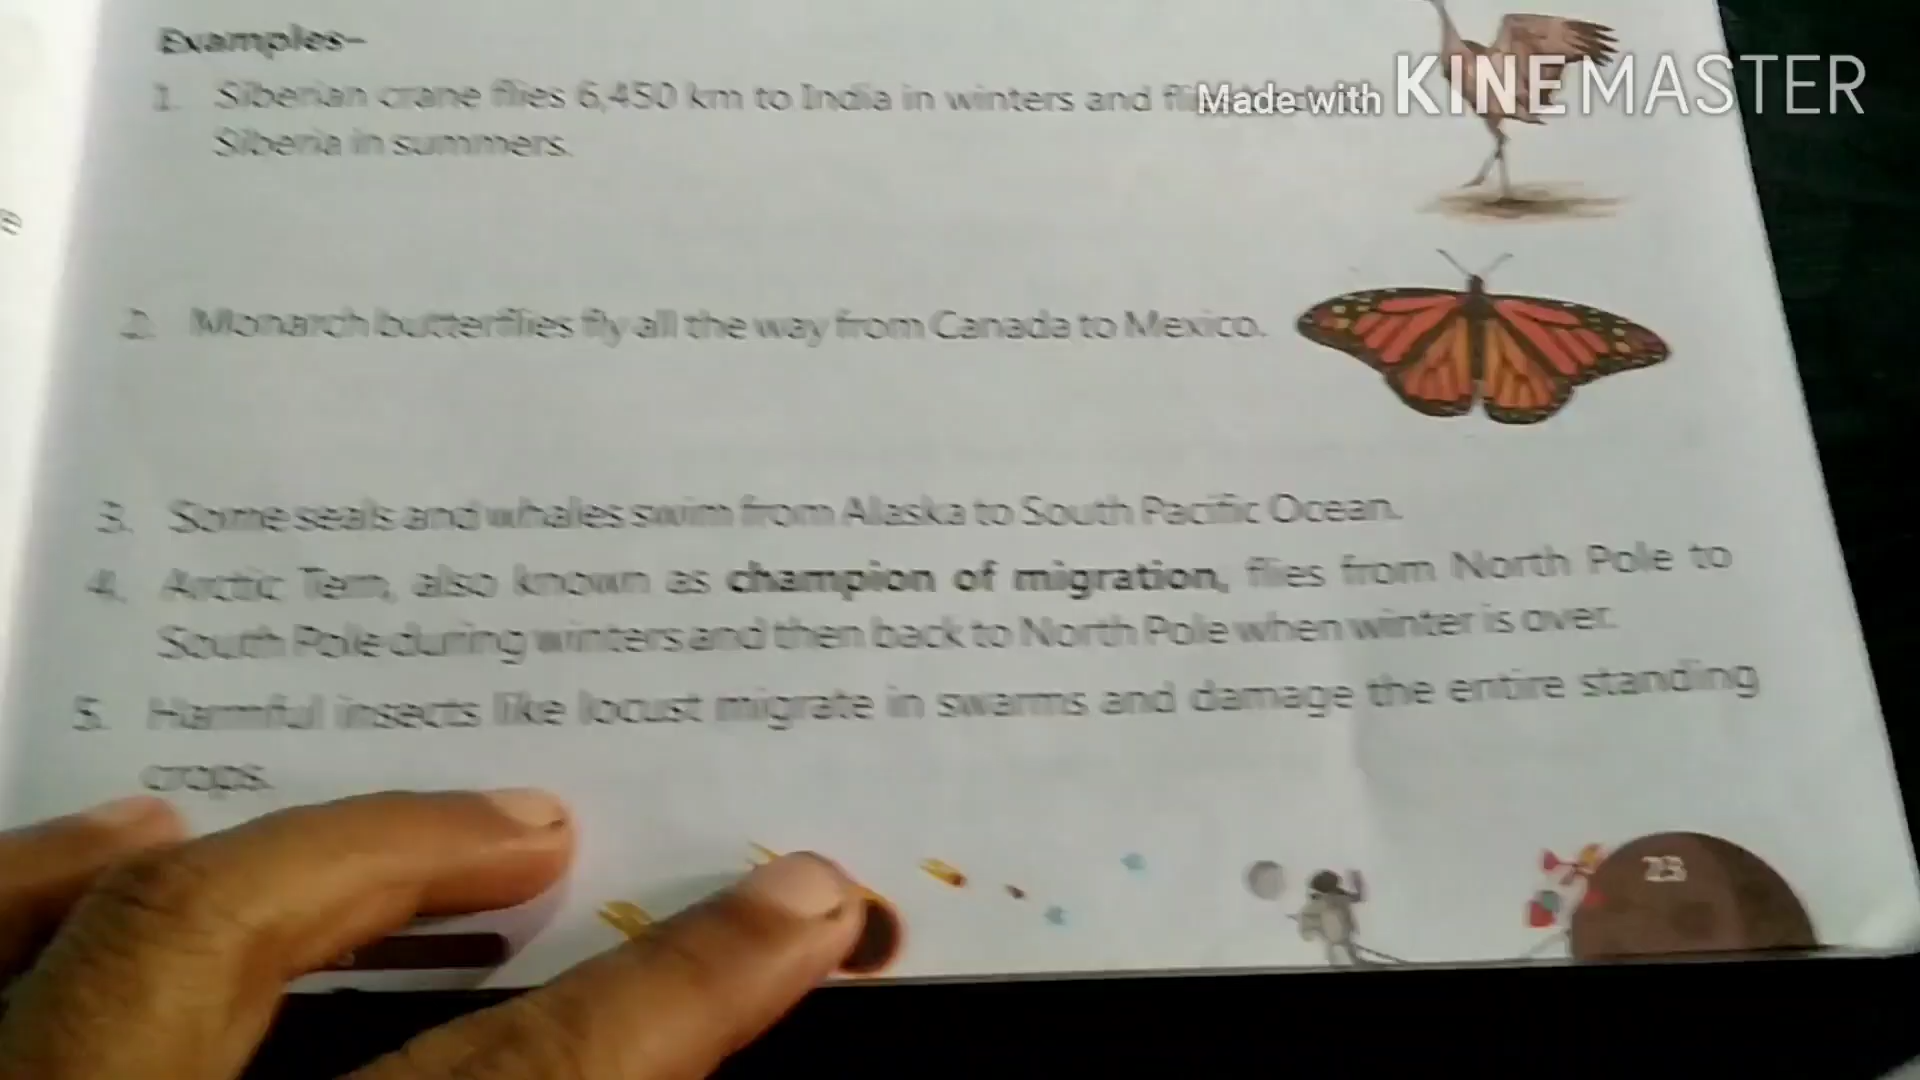 Examples–
1. Siberian crane flies 6,450 km to India in winters and flies
Made with KINEMASTER
Siberia in summers.
2. Monarch butterflies fly all the way from Canada to Mexico.
3. Some seals and whales swim from Alaska to South Pacific Ocean.
4. Arctic Tern, also known as champion of migration, flies from North Pole to
South Pole during winters and then back to North Pole when winter is over.
5. Harmful insects like locust migrate in swarms and damage the entire standing
crops.